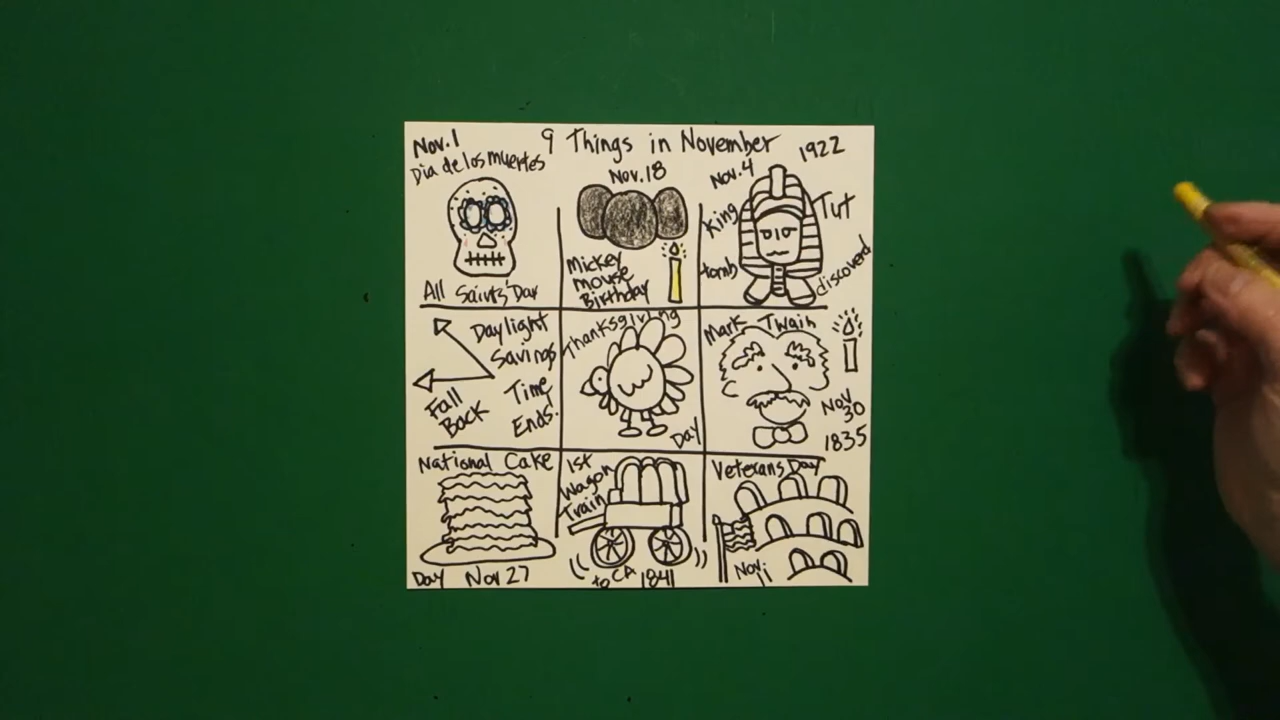 9 Things in November
Nov. 1
Dia de los muertes
All Saints' Day
Nov. 18
Mickey
Mouse
Birthday
Nov. 4
1922
King Tut
tomb discoverd
Daylight
Savings
Time
Ends.
Fall
Back
Thanksgiving
Day
Mark Twain
Nov
30
1835
National Cake
Day Nov 27
1st
Wagon
Train
to CA 1841
Veterans Day
Nov.
11